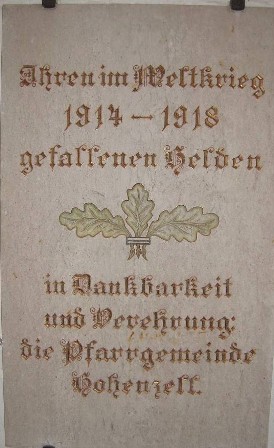 Ihren im Weltkrieg
1914 – 1918
gefallenen Helden
in Dankbarkeit
und Verehrung:
die Pfarrgemeinde
Hohenzell.